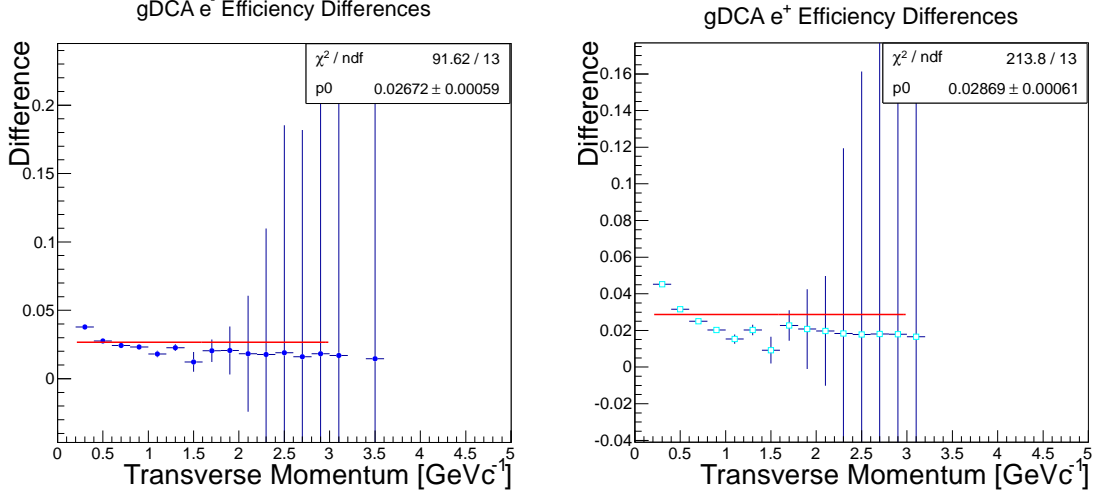 gDCA e⁻ Efficiency Differences
χ² / ndf 91.62 / 13
p0 0.02672 ± 0.00059
Difference
0.2
0.15
0.1
0.05
0
0 0.5 1 1.5 2 2.5 3 3.5 4 4.5 5
Transverse Momentum [GeVc⁻¹]
gDCA e⁺ Efficiency Differences
χ² / ndf 213.8 / 13
p0 0.02869 ± 0.00061
Difference
0.16
0.14
0.12
0.1
0.08
0.06
0.04
0.02
0
-0.02
-0.04
0 0.5 1 1.5 2 2.5 3 3.5 4 4.5 5
Transverse Momentum [GeVc⁻¹]